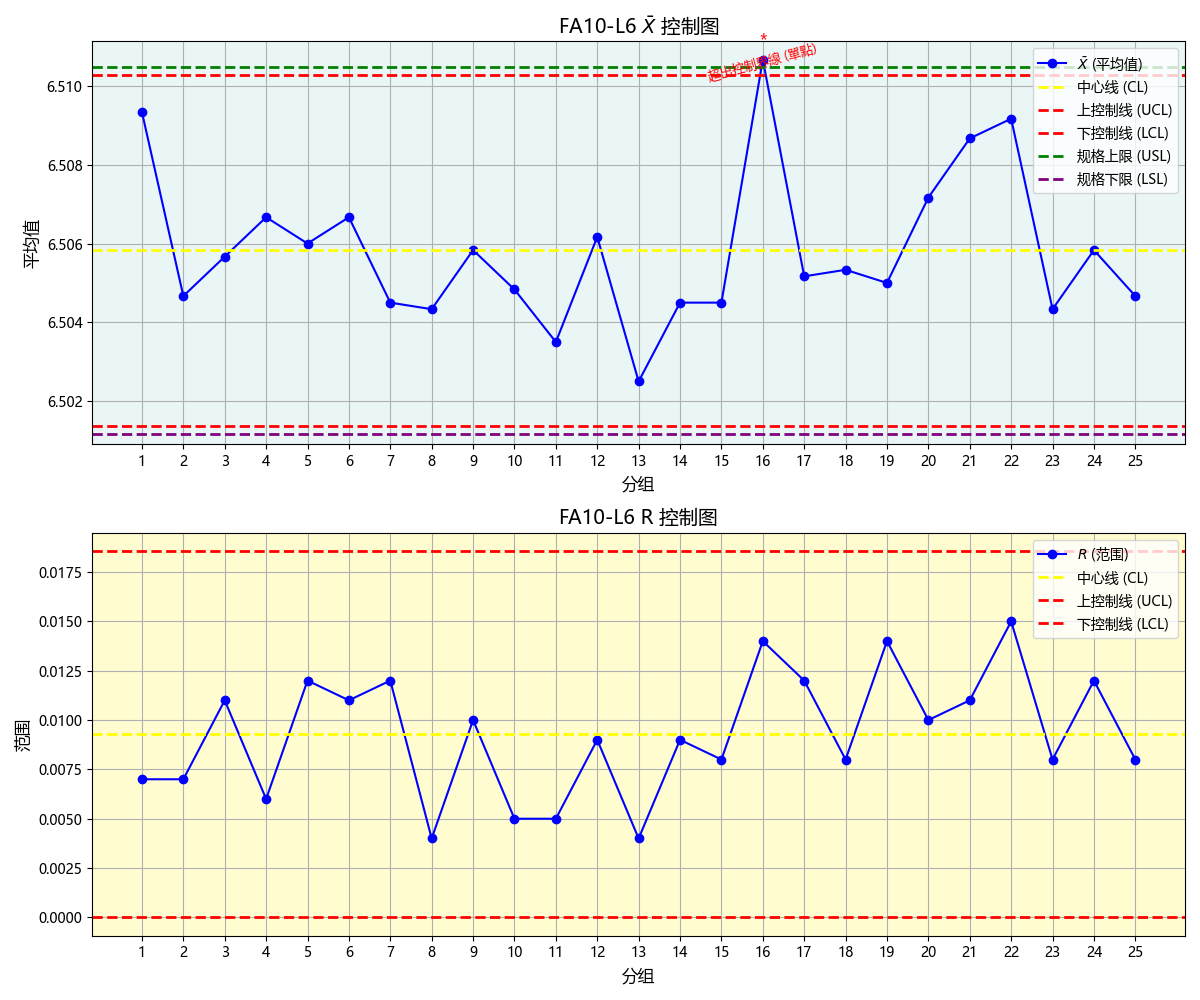 FA10-L6 X̄ 控制图
*
超出控制界線 (單點)
X̄ (平均值)
中心线 (CL)
上控制线 (UCL)
下控制线 (LCL)
规格上限 (USL)
规格下限 (LSL)
平均值
6.510
6.508
6.506
6.504
6.502
1 2 3 4 5 6 7 8 9 10 11 12 13 14 15 16 17 18 19 20 21 22 23 24 25
分组
FA10-L6 R 控制图
R (范围)
中心线 (CL)
上控制线 (UCL)
下控制线 (LCL)
范围
0.0175
0.0150
0.0125
0.0100
0.0075
0.0050
0.0025
0.0000
1 2 3 4 5 6 7 8 9 10 11 12 13 14 15 16 17 18 19 20 21 22 23 24 25
分组